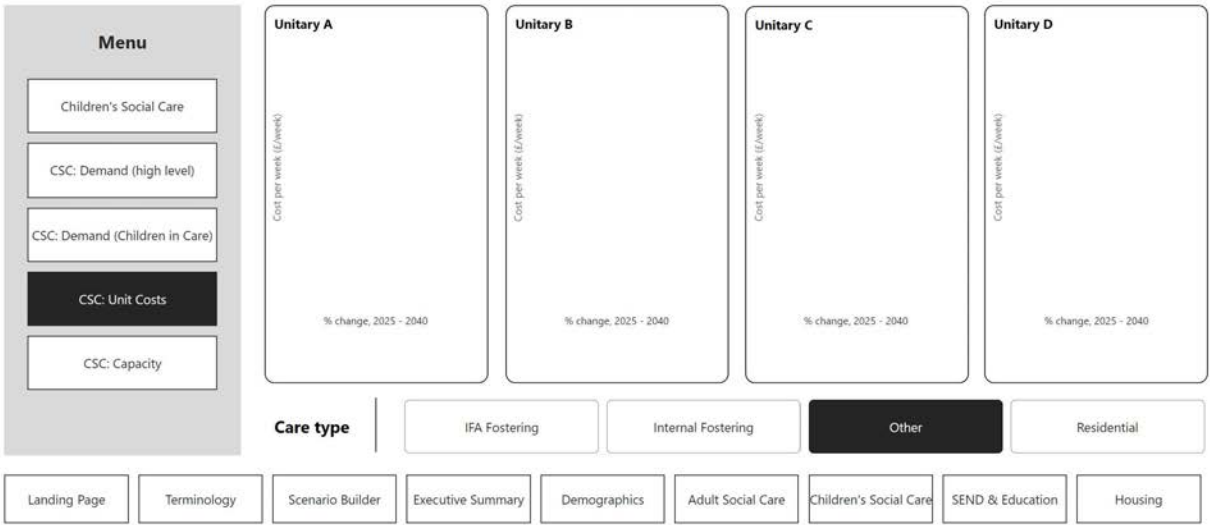 Menu
Children's Social Care
CSC: Demand (high level)
CSC: Demand (Children in Care)
CSC: Unit Costs
CSC: Capacity
Unitary A
Cost per week (£/week)
% change, 2025 - 2040
Unitary B
Cost per week (£/week)
% change, 2025 - 2040
Unitary C
Cost per week (£/week)
% change, 2025 - 2040
Unitary D
Cost per week (£/week)
% change, 2025 - 2040
Care type
IFA Fostering
Internal Fostering
Other
Residential
Landing Page
Terminology
Scenario Builder
Executive Summary
Demographics
Adult Social Care
Children's Social Care
SEND & Education
Housing